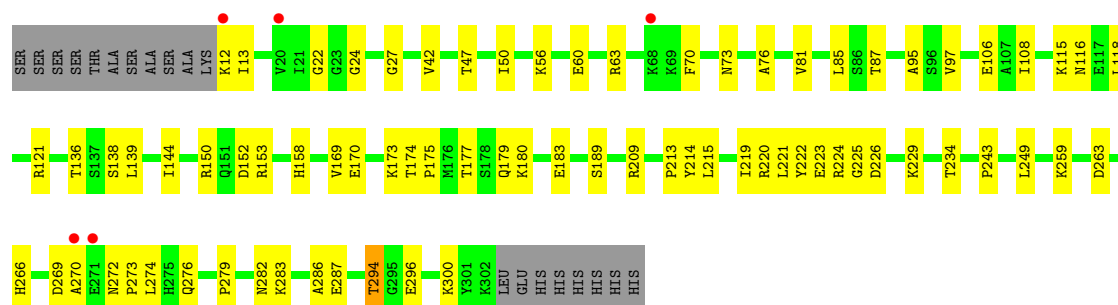 SER SER SER SER THR ALA SER ALA SER ALA LYS K12 I13 V20 I21 G22 G23 G24 G27 V42 T47 I50 K56 E60 R63 K68 K69 F70 N73 A76 V81 L85 S86 T87 A95 S96 V97 E106 A107 I108 K115 N116 E117 L118
R121 T136 S137 S138 L139 I144 R150 Q151 D152 R153 H158 V169 E170 K173 T174 P175 M176 T177 S178 Q179 K180 E183 S189 R209 P213 Y214 L215 I219 R220 L221 Y222 E223 R224 G225 D226 K229 T234 P243 L249 K259 D263
H266 D269 A270 E271 N272 P273 L274 H275 Q276 P279 N282 K283 A286 E287 T294 G295 E296 K300 Y301 K302 LEU GLU HIS HIS HIS HIS HIS HIS